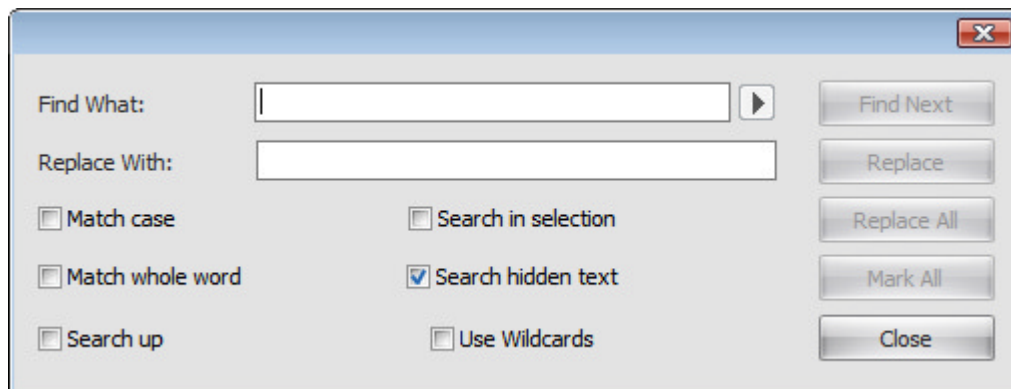 Find What:
Find Next
Replace With:
Replace
Match case
Search in selection
Replace All
Match whole word
Search hidden text
Mark All
Search up
Use Wildcards
Close